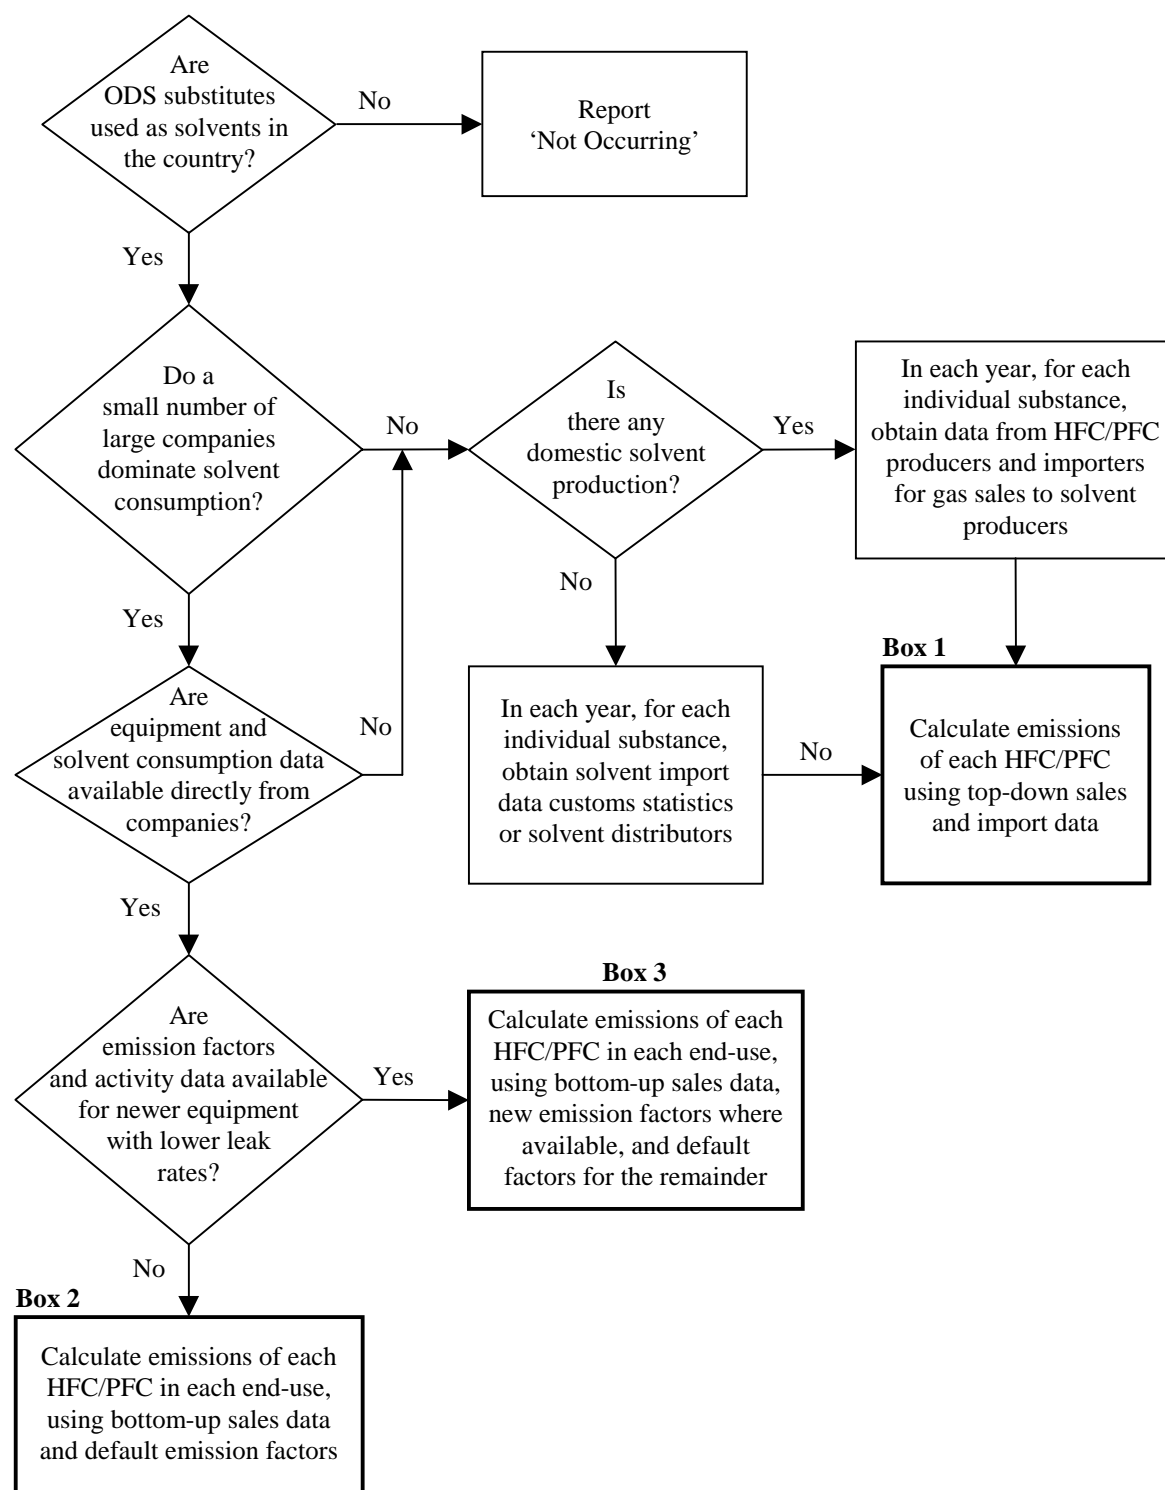 Are
ODS substitutes
used as solvents in
the country?
No
Report
‘Not Occurring’
Yes
Do a
small number of
large companies
dominate solvent
consumption?
No
Is
there any
domestic solvent
production?
Yes
In each year, for each
individual substance,
obtain data from HFC/PFC
producers and importers
for gas sales to solvent
producers
No
Yes
Box 1
Are
equipment and
solvent consumption data
available directly from
companies?
No
In each year, for each
individual substance,
obtain solvent import
data customs statistics
or solvent distributors
No
Calculate emissions
of each HFC/PFC
using top-down sales
and import data
Yes
Are
emission factors
and activity data available
for newer equipment
with lower leak
rates?
Yes
Box 3
Calculate emissions of each
HFC/PFC in each end-use,
using bottom-up sales data,
new emission factors where
available, and default
factors for the remainder
No
Box 2
Calculate emissions of each
HFC/PFC in each end-use,
using bottom-up sales data
and default emission factors